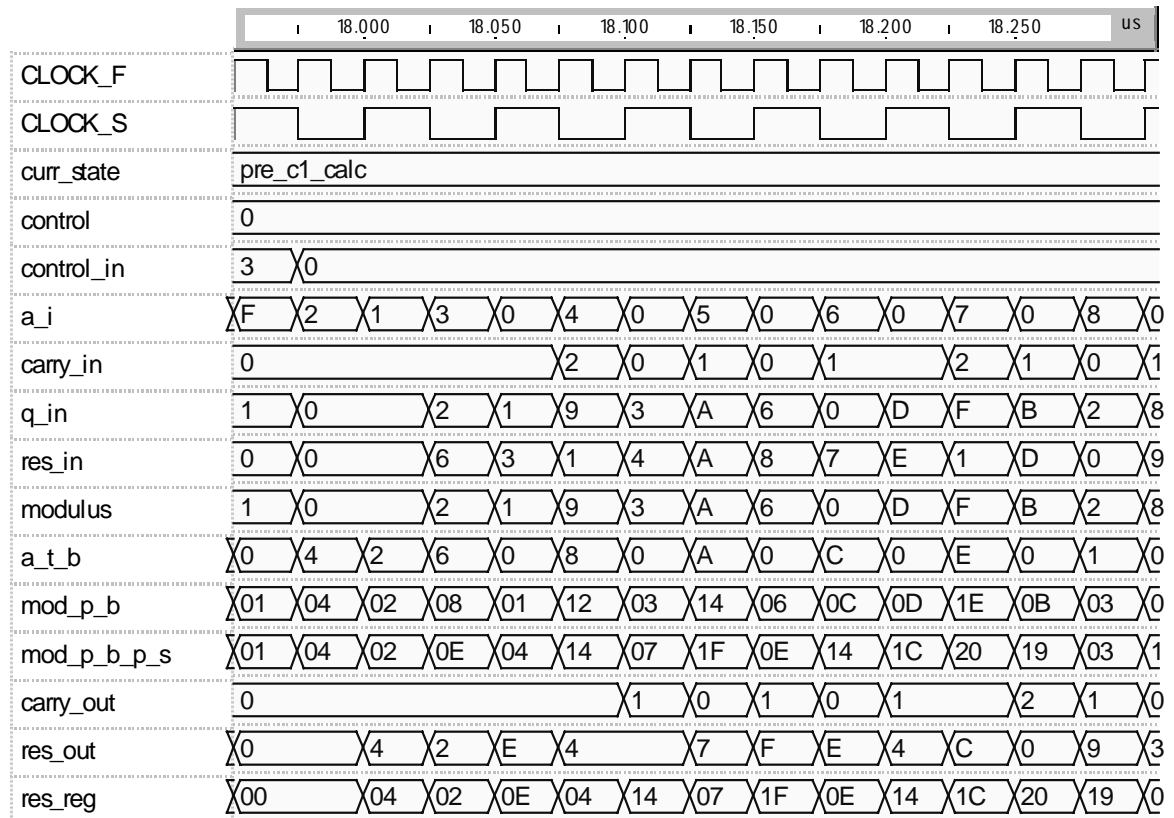 18.000 18.050 18.100 18.150 18.200 18.250 us
CLOCK_F
CLOCK_S
curr_state pre_c1_calc
control 0
control_in 3 0
a_i F 2 1 3 0 4 0 5 0 6 0 7 0 8 0
carry_in 0 2 0 1 0 1 2 1 0 1
q_in 1 0 2 1 9 3 A 6 0 D F B 2 8
res_in 0 0 6 3 1 4 A 8 7 E 1 D 0 9
modulus 1 0 2 1 9 3 A 6 0 D F B 2 8
a_t_b 0 4 2 6 0 8 0 A 0 C 0 E 0 1 0
mod_p_b 01 04 02 08 01 12 03 14 06 0C 0D 1E 0B 03 0
mod_p_b_p_s 01 04 02 0E 04 14 07 1F 0E 14 1C 20 19 03 1
carry_out 0 1 0 1 0 1 2 1 0
res_out 0 4 2 E 4 7 F E 4 C 0 9 3
res_reg 00 04 02 0E 04 14 07 1F 0E 14 1C 20 19 0